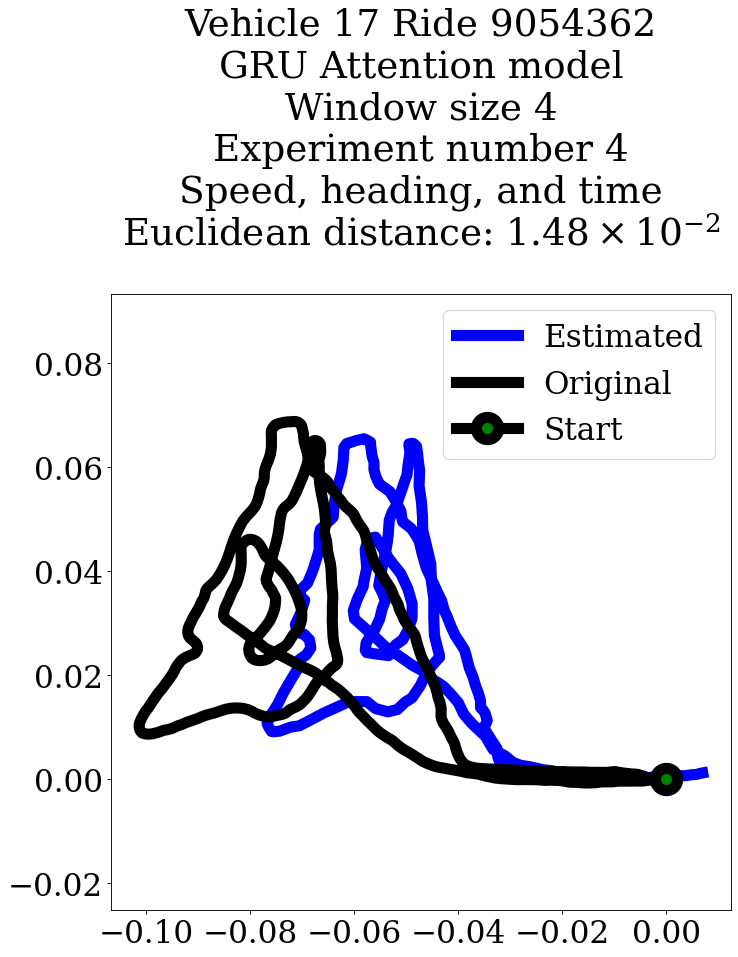 Vehicle 17 Ride 9054362
GRU Attention model
Window size 4
Experiment number 4
Speed, heading, and time
Euclidean distance: 1.48 × 10⁻²
Estimated
Original
Start
0.08
0.06
0.04
0.02
0.00
−0.02
−0.10 −0.08 −0.06 −0.04 −0.02 0.00